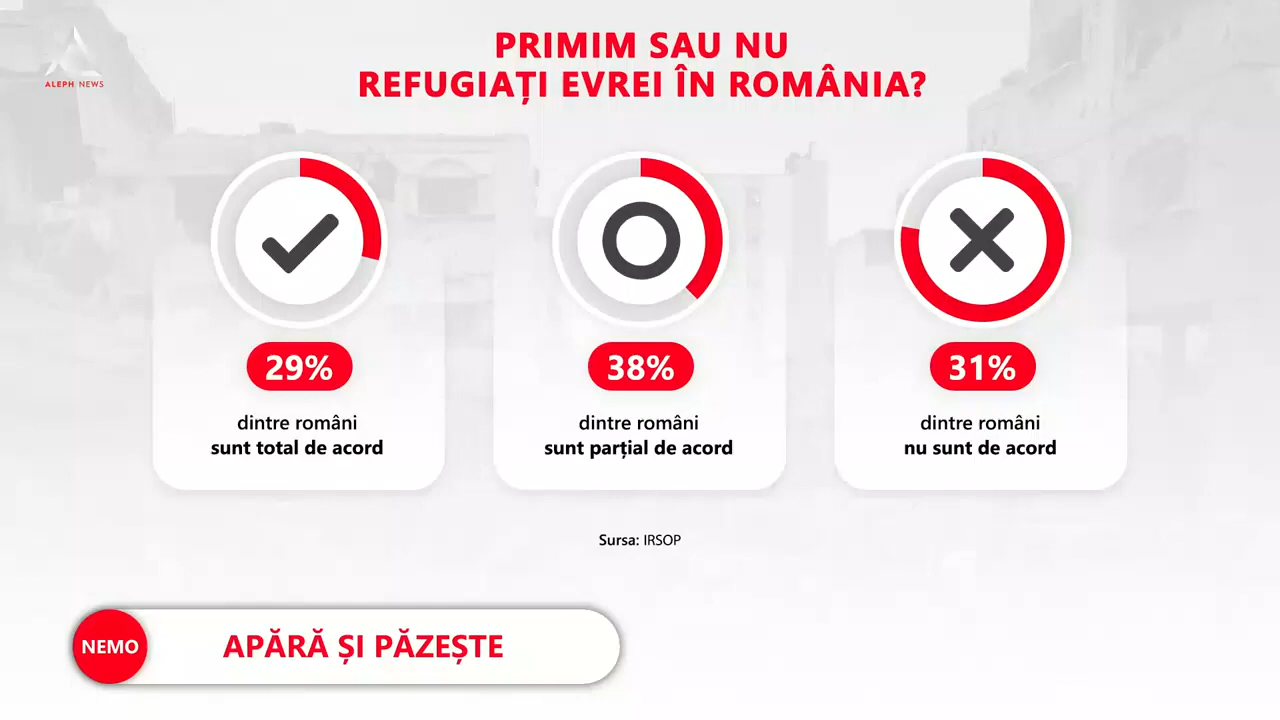 ALEPH NEWS
PRIMIM SAU NU
REFUGIAȚI EVREI ÎN ROMÂNIA?
29%
dintre români
sunt total de acord
38%
dintre români
sunt parțial de acord
31%
dintre români
nu sunt de acord
Sursa: IRSOP
NEMO
APĂRĂ ȘI PĂZEȘTE